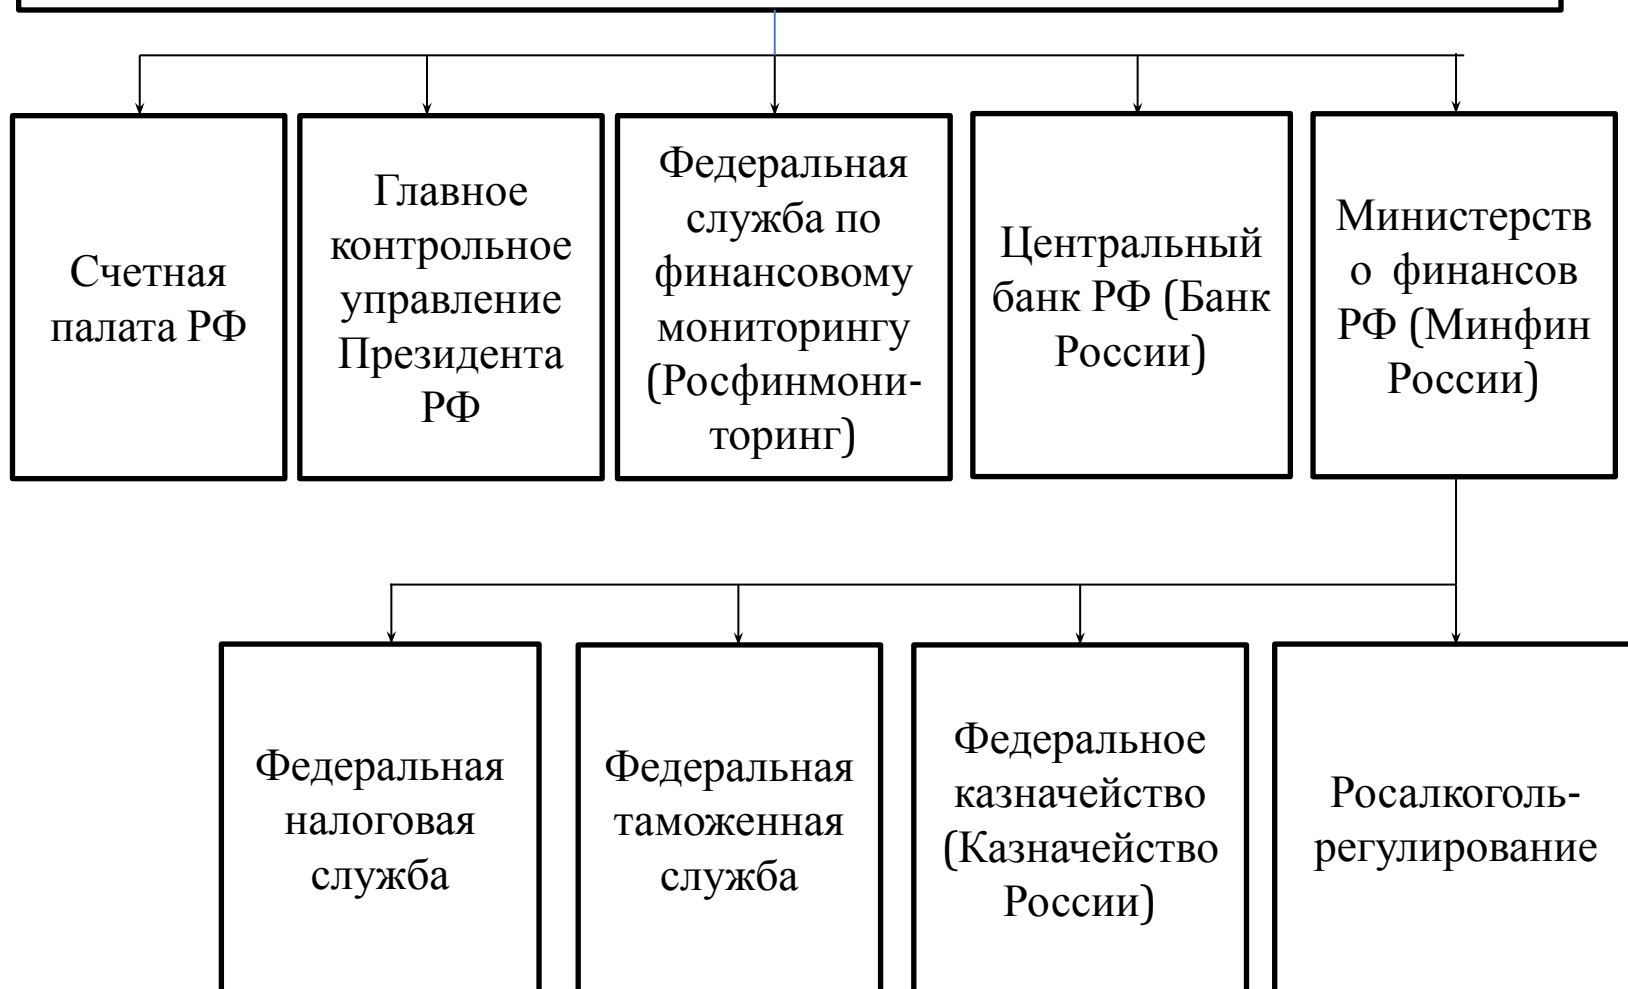 Счетная
палата РФ
Главное
контрольное
управление
Президента
РФ
Федеральная
служба по
финансовому
мониторингу
(Росфинмони-
торинг)
Центральный
банк РФ (Банк
России)
Министерств
о финансов
РФ (Минфин
России)
Федеральная
налоговая
служба
Федеральная
таможенная
служба
Федеральное
казначейство
(Казначейство
России)
Росалкоголь-
регулирование